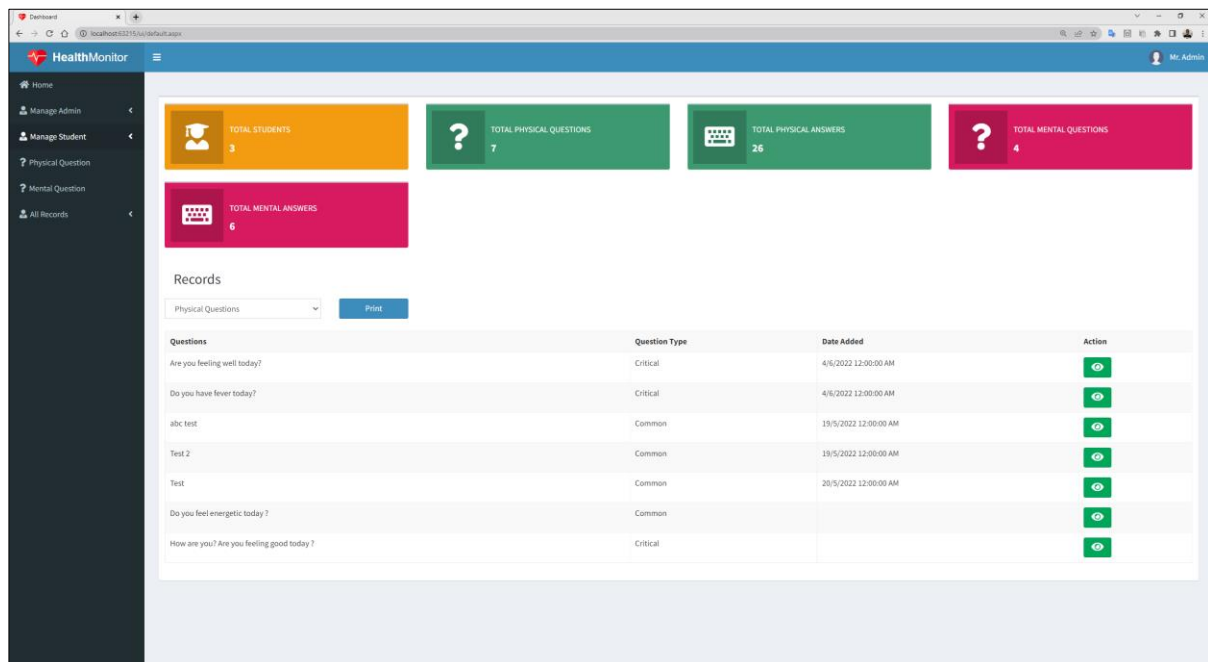 Dashboard
localhost:63215/ui/default.aspx
HealthMonitor
Mr. Admin
Home
Manage Admin
Manage Student
Physical Question
Mental Question
All Records
TOTAL STUDENTS
3
TOTAL PHYSICAL QUESTIONS
7
TOTAL PHYSICAL ANSWERS
26
TOTAL MENTAL QUESTIONS
4
TOTAL MENTAL ANSWERS
6
Records
Physical Questions
Print
Questions Question Type Date Added Action
Are you feeling well today? Critical 4/6/2022 12:00:00 AM
Do you have fever today? Critical 4/6/2022 12:00:00 AM
abc test Common 19/5/2022 12:00:00 AM
Test 2 Common 19/5/2022 12:00:00 AM
Test Common 20/5/2022 12:00:00 AM
Do you feel energetic today ? Common
How are you? Are you feeling good today ? Critical